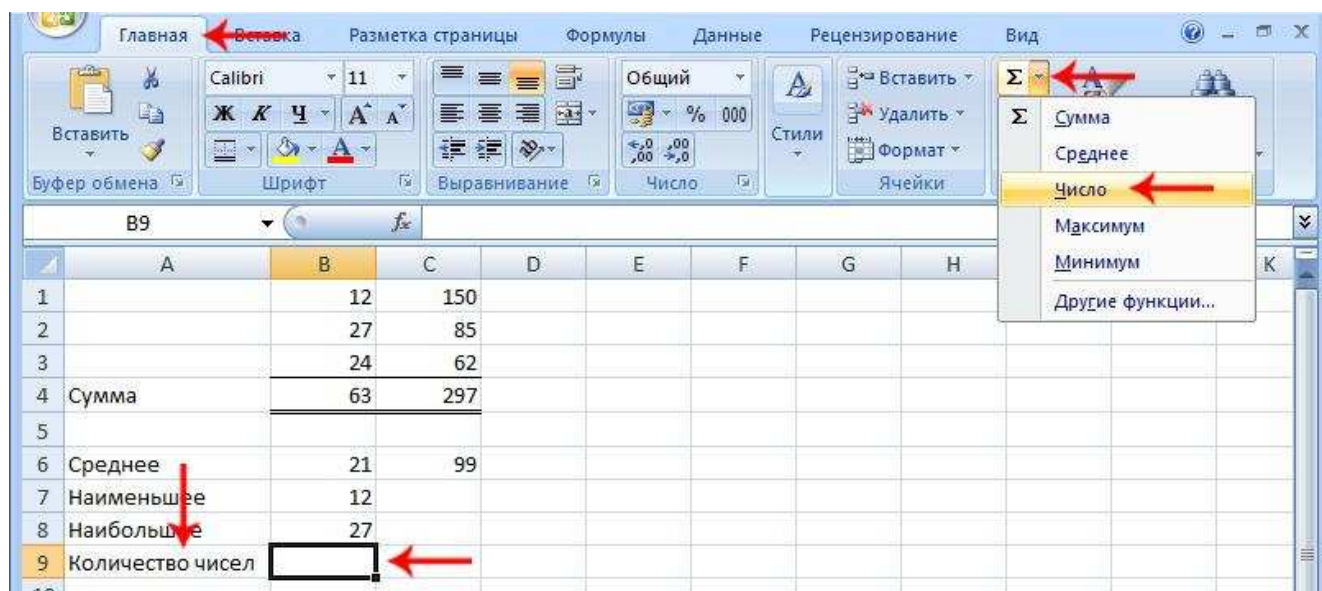 Главная Вставка Разметка страницы Формулы Данные Рецензирование Вид
Calibri 11 Общий Вставить Σ
Ж К Ч А А % 000 Удалить
Вставить Стили Формат
Буфер обмена Шрифт Выравнивание Число Ячейки
Σ Сумма
Среднее
Число
Максимум
Минимум
Другие функции...
B9 fx
A B C D E F G H K
1 12 150
2 27 85
3 24 62
4 Сумма 63 297
5
6 Среднее 21 99
7 Наименьшее 12
8 Наибольшее 27
9 Количество чисел